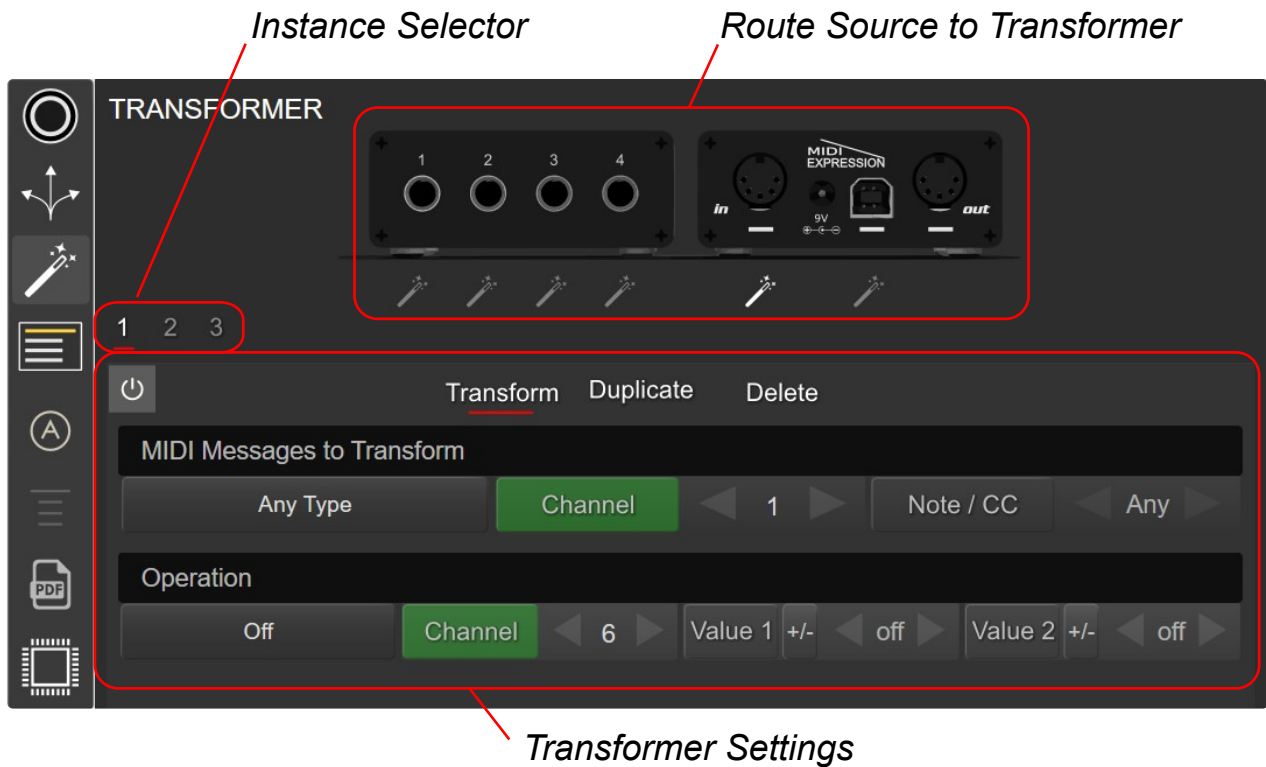 Instance Selector
Route Source to Transformer
TRANSFORMER
1 2 3 4
MIDI
EXPRESSION
in
9V
out
1 2 3
Transform Duplicate Delete
MIDI Messages to Transform
Any Type Channel 1 Note / CC Any
A
Operation
PDF
Off Channel 6 Value 1 +/- off Value 2 +/- off
Transformer Settings